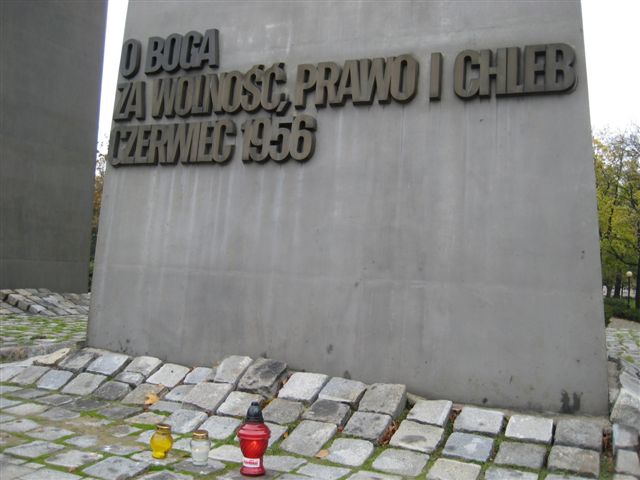 O BOGA
ZA WOLNOŚĆ, PRAWO I CHLEB
CZERWIEC 1956